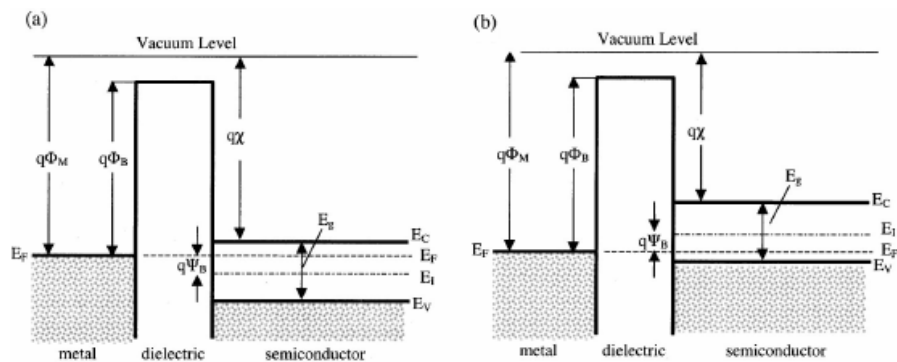 (a)
Vacuum Level
qΦM
qΦB
qχ
Eg
EC
EF
EF
qΨB
EI
EV
metal
dielectric
semiconductor
(b)
Vacuum Level
qΦM
qΦB
qχ
Eg
EC
EI
qΨB
EF
EF
EV
metal
dielectric
semiconductor